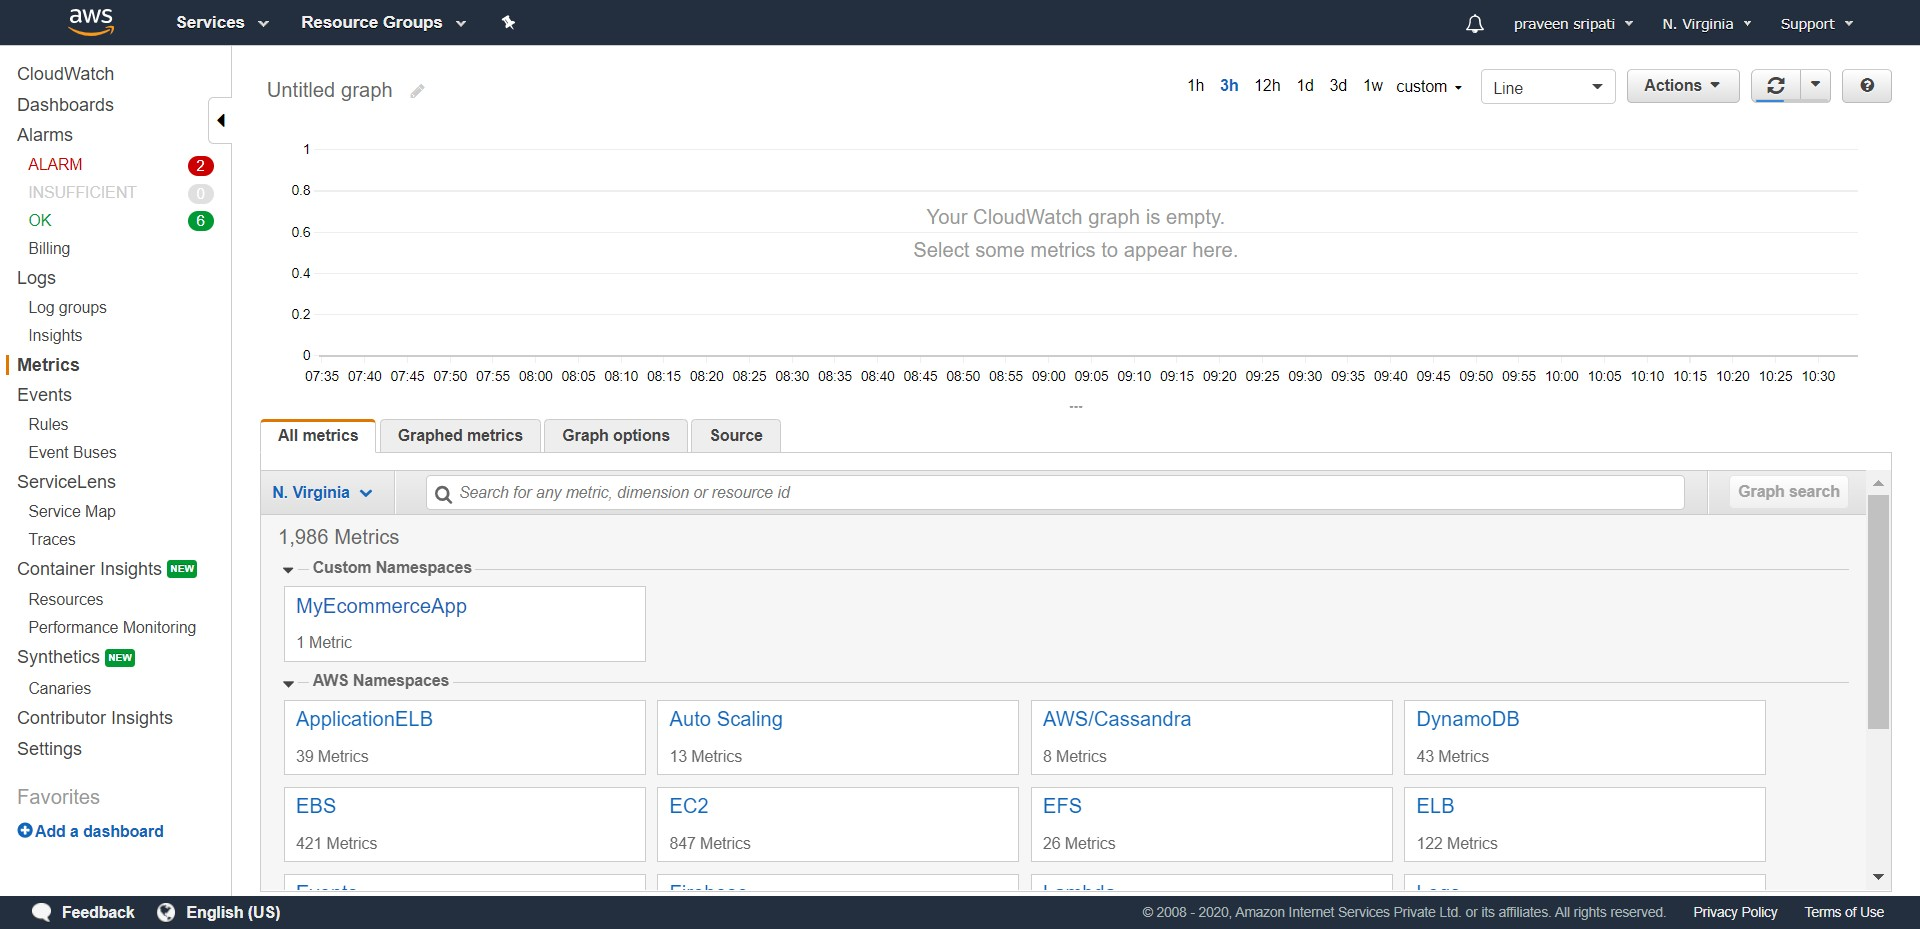 aws
Services
Resource Groups
praveen sripati
N. Virginia
Support
CloudWatch
Dashboards
Alarms
ALARM 2
INSUFFICIENT 0
OK 6
Billing
Logs
Log groups
Insights
Metrics
Events
Rules
Event Buses
ServiceLens
Service Map
Traces
Container Insights NEW
Resources
Performance Monitoring
Synthetics NEW
Canaries
Contributor Insights
Settings
Favorites
Add a dashboard
Untitled graph
1h 3h 12h 1d 3d 1w custom
Line
Actions
?
1
0.8
0.6
0.4
0.2
0
Your CloudWatch graph is empty.
Select some metrics to appear here.
07:35 07:40 07:45 07:50 07:55 08:00 08:05 08:10 08:15 08:20 08:25 08:30 08:35 08:40 08:45 08:50 08:55 09:00 09:05 09:10 09:15 09:20 09:25 09:30 09:35 09:40 09:45 09:50 09:55 10:00 10:05 10:10 10:15 10:20 10:25 10:30
All metrics
Graphed metrics
Graph options
Source
N. Virginia
Search for any metric, dimension or resource id
Graph search
1,986 Metrics
Custom Namespaces
MyEcommerceApp
1 Metric
AWS Namespaces
ApplicationELB
39 Metrics
Auto Scaling
13 Metrics
AWS/Cassandra
8 Metrics
DynamoDB
43 Metrics
EBS
421 Metrics
EC2
847 Metrics
EFS
26 Metrics
ELB
122 Metrics
Feedback
English (US)
© 2008 - 2020, Amazon Internet Services Private Ltd. or its affiliates. All rights reserved.
Privacy Policy
Terms of Use